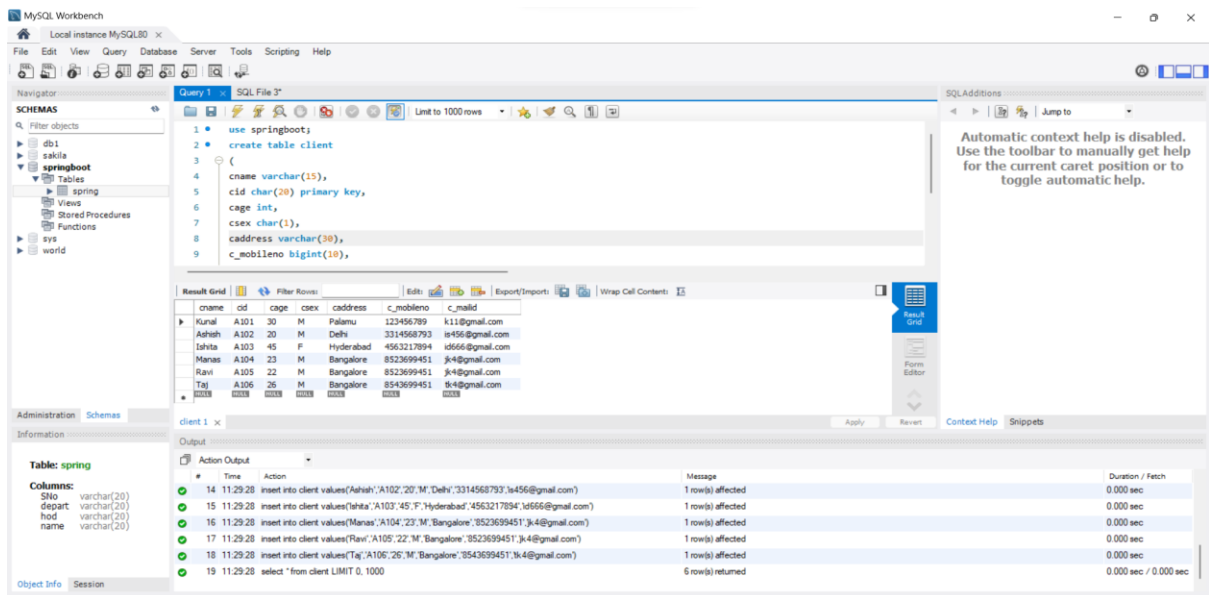 MySQL Workbench
Local instance MySQL80
File Edit View Query Database Server Tools Scripting Help
Navigator
SCHEMAS
Filter objects
db1
sakila
springboot
Tables
spring
Views
Stored Procedures
Functions
sys
world
Administration Schemas
Information
Table: spring
Columns:
SNo varchar(20)
depart varchar(20)
hod varchar(20)
name varchar(20)
Object Info Session
Query 1 SQL File 3*
Limit to 1000 rows
1 use springboot;
2 create table client
3 (
4 cname varchar(15),
5 cid char(20) primary key,
6 cage int,
7 csex char(1),
8 caddress varchar(30),
9 c_mobileno bigint(10),
Result Grid Filter Rows: Edit: Export/Import: Wrap Cell Content:
cname cid cage csex caddress c_mobileno c_mailid
Kunal A101 30 M Palamu 123456789 k11@gmail.com
Ashish A102 20 M Delhi 3314568793 is456@gmail.com
Ishita A103 45 F Hyderabad 4563217894 id666@gmail.com
Manas A104 23 M Bangalore 8523699451 jk4@gmail.com
Ravi A105 22 M Bangalore 8523699451 jk4@gmail.com
Taj A106 26 M Bangalore 8543699451 tk4@gmail.com
NULL NULL NULL NULL NULL NULL NULL
Result Grid
Form Editor
client 1 Apply Revert
SQLAdditions
Jump to
Automatic context help is disabled.
Use the toolbar to manually get help
for the current caret position or to
toggle automatic help.
Context Help Snippets
Output
Action Output
# Time Action Message Duration / Fetch
14 11:29:28 insert into client values('Ashish','A102','20','M','Delhi','3314568793','is456@gmail.com') 1 row(s) affected 0.000 sec
15 11:29:28 insert into client values('Ishita','A103','45','F','Hyderabad','4563217894','id666@gmail.com') 1 row(s) affected 0.000 sec
16 11:29:28 insert into client values('Manas','A104','23','M','Bangalore','8523699451','jk4@gmail.com') 1 row(s) affected 0.000 sec
17 11:29:28 insert into client values('Ravi','A105','22','M','Bangalore','8523699451','jk4@gmail.com') 1 row(s) affected 0.000 sec
18 11:29:28 insert into client values('Taj','A106','26','M','Bangalore','8543699451','tk4@gmail.com') 1 row(s) affected 0.000 sec
19 11:29:28 select * from client LIMIT 0, 1000 6 row(s) returned 0.000 sec / 0.000 sec